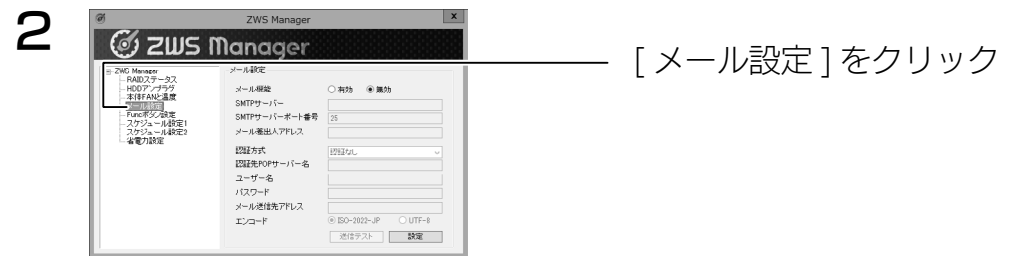 2
ZWS Manager
x
ZWS Manager
[メール設定]をクリック
ZWC Manager
RAIDステータス
HDDアンプラグ
本体FANと温度
メール設定
Funcボタン設定
スケジュール設定1
スケジュール設定2
省電力設定
メール設定
メール機能 有効 無効
SMTPサーバー
SMTPサーバーポート番号 25
メール差出人アドレス
認証方式 認証なし
認証先POPサーバー名
ユーザー名
パスワード
メール送信先アドレス
エンコード ISO-2022-JP UTF-8
送信テスト 設定